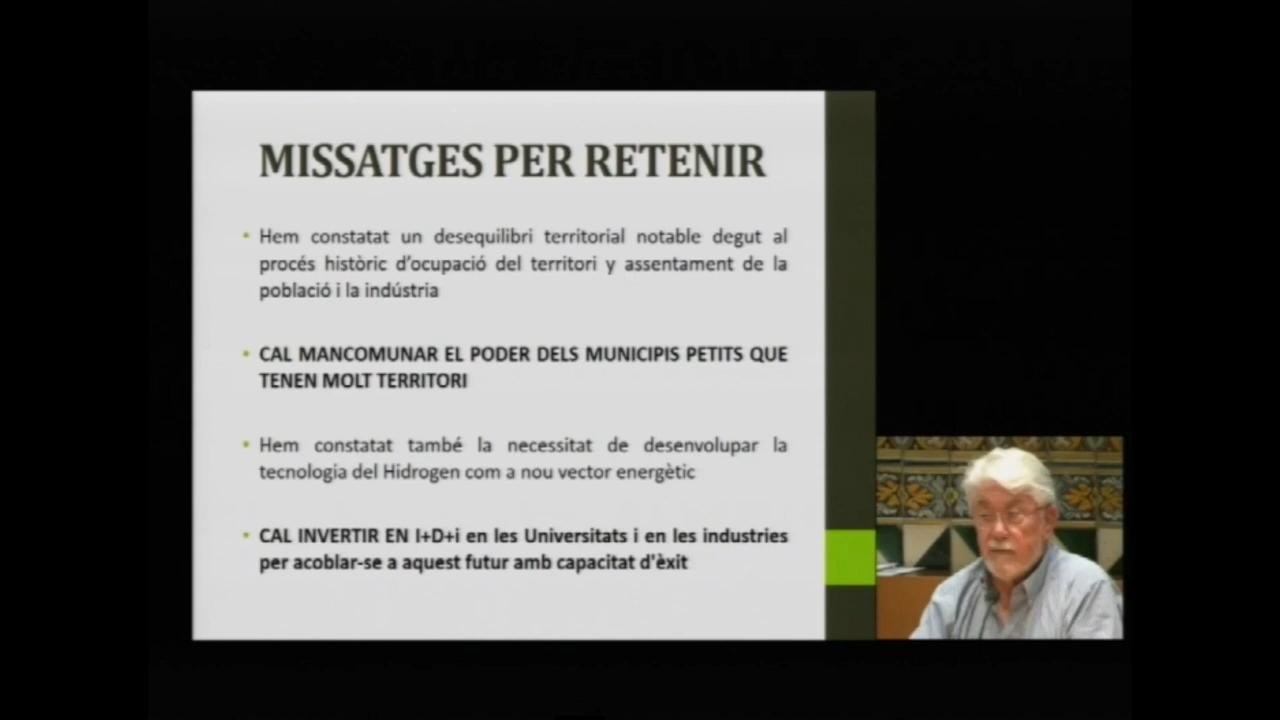 MISSATGES PER RETENIR
• Hem constatat un desequilibri territorial notable degut al
procés històric d'ocupació del territori y assentament de la
població i la indústria
• CAL MANCOMUNAR EL PODER DELS MUNICIPIS PETITS QUE
TENEN MOLT TERRITORI
• Hem constatat també la necessitat de desenvolupar la
tecnologia del Hidrogen com a nou vector energètic
• CAL INVERTIR EN I+D+i en les Universitats i en les industries
per acoblar-se a aquest futur amb capacitat d'èxit